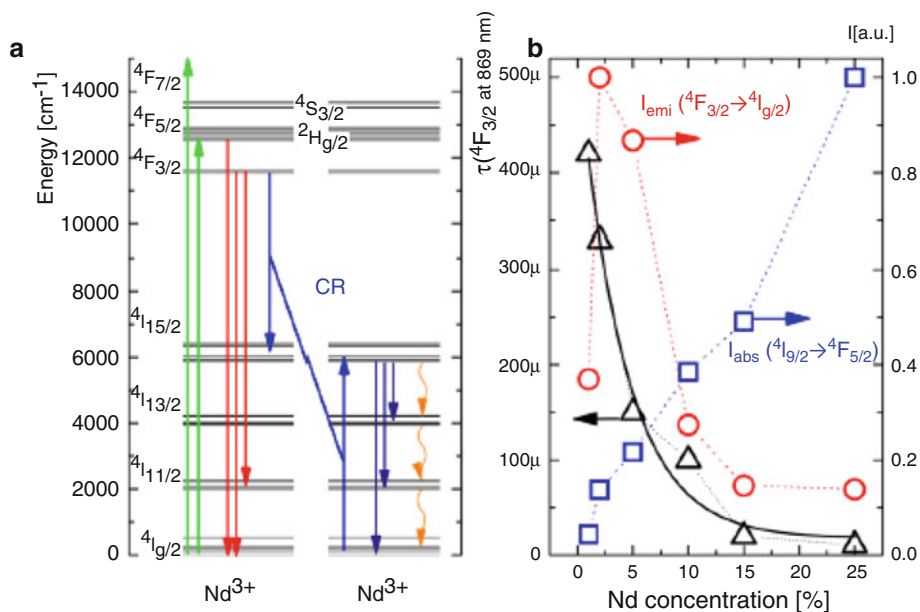 a
Energy [cm⁻¹]
14000
12000
10000
8000
6000
4000
2000
0
⁴F7/2
⁴F5/2
⁴F3/2
⁴I15/2
⁴I13/2
⁴I11/2
⁴Ig/2
⁴S3/2
²Hg/2
CR
Nd³⁺
Nd³⁺
b
I[a.u.]
τ(⁴F3/2 at 869 nm)
500μ
400μ
300μ
200μ
100μ
0
1.0
0.8
0.6
0.4
0.2
0.0
Iemi (⁴F3/2→⁴Ig/2)
Iabs (⁴I9/2→⁴F5/2)
0 5 10 15 20 25
Nd concentration [%]